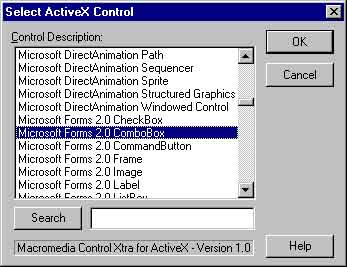 Select ActiveX Control
Control Description:
Microsoft DirectAnimation Path
Microsoft DirectAnimation Sequencer
Microsoft DirectAnimation Sprite
Microsoft DirectAnimation Structured Graphics
Microsoft DirectAnimation Windowed Control
Microsoft Forms 2.0 CheckBox
Microsoft Forms 2.0 ComboBox
Microsoft Forms 2.0 CommandButton
Microsoft Forms 2.0 Frame
Microsoft Forms 2.0 Image
Microsoft Forms 2.0 Label
Microsoft Forms 2.0 ListBox
OK
Cancel
Search
Macromedia Control Xtra for ActiveX - Version 1.0
Help